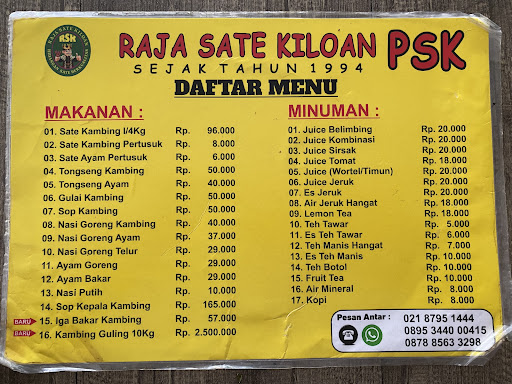 RSK
RAJA SATE KILOAN PSK
SEJAK TAHUN 1994
DAFTAR MENU
MAKANAN :
01. Sate Kambing I/4Kg Rp. 96.000
02. Sate Kambing Pertusuk Rp. 8.000
03. Sate Ayam Pertusuk Rp. 6.000
04. Tongseng Kambing Rp. 50.000
05. Tongseng Ayam Rp. 40.000
06. Gulai Kambing Rp. 50.000
07. Sop Kambing Rp. 50.000
08. Nasi Goreng Kambing Rp. 40.000
09. Nasi Goreng Ayam Rp. 37.000
10. Nasi Goreng Telur Rp. 29.000
11. Ayam Goreng Rp. 29.000
12. Ayam Bakar Rp. 29.000
13. Nasi Putih Rp. 10.000
14. Sop Kepala Kambing Rp. 165.000
BARU 15. Iga Bakar Kambing Rp. 57.000
BARU 16. Kambing Guling 10Kg Rp. 2.500.000
MINUMAN :
01. Juice Belimbing Rp. 20.000
02. Juice Kombinasi Rp. 20.000
03. Juice Sirsak Rp. 20.000
04. Juice Tomat Rp. 18.000
05. Juice (Wortel/Timun) Rp. 20.000
06. Juice Jeruk Rp. 20.000
07. Es Jeruk Rp. 20.000
08. Air Jeruk Hangat Rp. 18.000
09. Lemon Tea Rp. 18.000
10. Teh Tawar Rp. 5.000
11. Es Teh Tawar Rp. 6.000
12. Teh Manis Hangat Rp. 7.000
13. Es Teh Manis Rp. 10.000
14. Teh Botol Rp. 10.000
15. Fruit Tea Rp. 10.000
16. Air Mineral Rp. 8.000
17. Kopi Rp. 8.000
Pesan Antar :
021 8795 1444
0895 3440 00415
0878 8563 3298